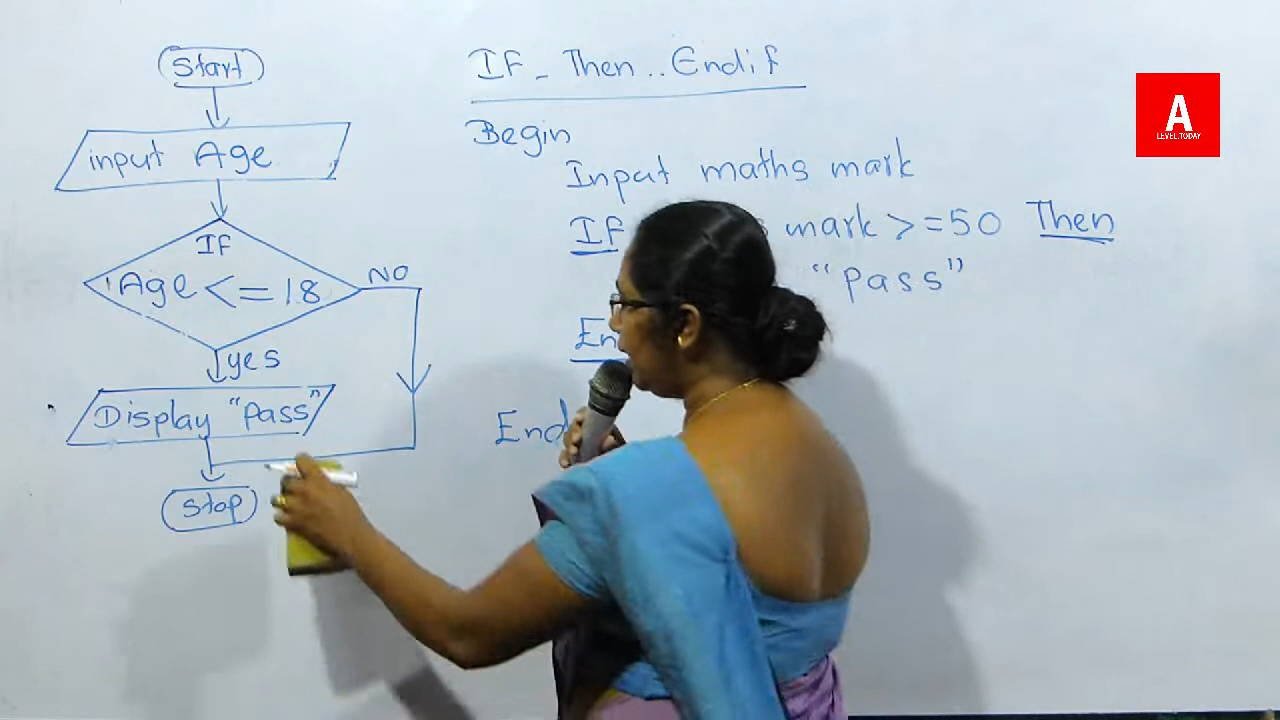 Start
input Age
If
Age <= 18
NO
yes
Display "Pass"
Stop
If - Then .. Endif
Begin
Input maths mark
If mark >= 50 Then
"Pass"
End
A
LEVEL.TODAY